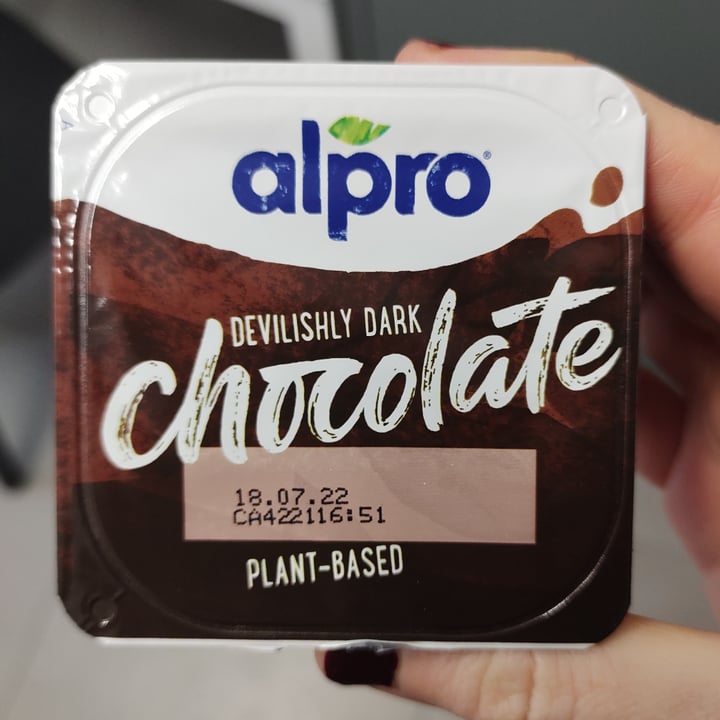 alpro®
DEVILISHLY DARK
chocolate
18.07.22
CA422116:51
PLANT-BASED